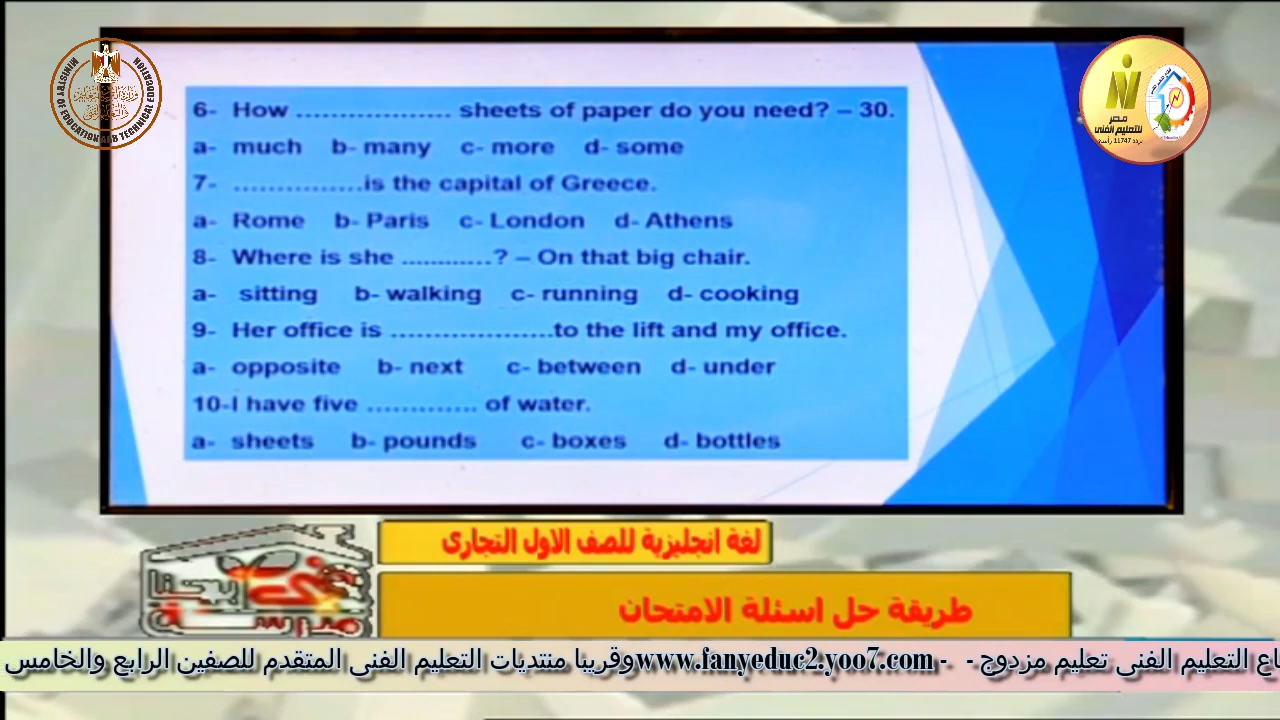 6- How .................. sheets of paper do you need? – 30.
a- much b- many c- more d- some
7- ...............is the capital of Greece.
a- Rome b- Paris c- London d- Athens
8- Where is she ............? – On that big chair.
a- sitting b- walking c- running d- cooking
9- Her office is ...................to the lift and my office.
a- opposite b- next c- between d- under
10-I have five ............. of water.
a- sheets b- pounds c- boxes d- bottles
مصر
للتعليم الفنى
لغة انجليزية للصف الاول التجارى
طريقة حل اسئلة الامتحان
مدرستنا
اع التعليم الفنى تعليم مزدوج - - www.fanyeduc2.yoo7.com وقريبا منتديات التعليم الفنى المتقدم للصفين الرابع والخامس